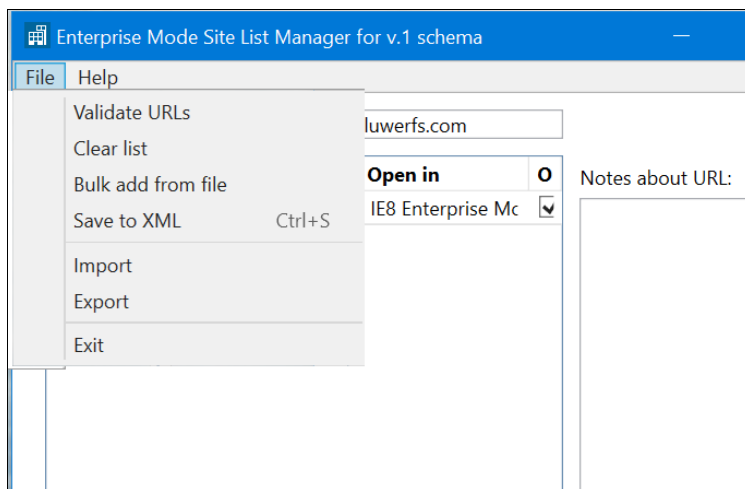 Enterprise Mode Site List Manager for v.1 schema
File Help
Validate URLs
Clear list
Bulk add from file
Save to XML Ctrl+S
Import
Export
Exit
luwerfs.com
Open in O
IE8 Enterprise Mc
Notes about URL: